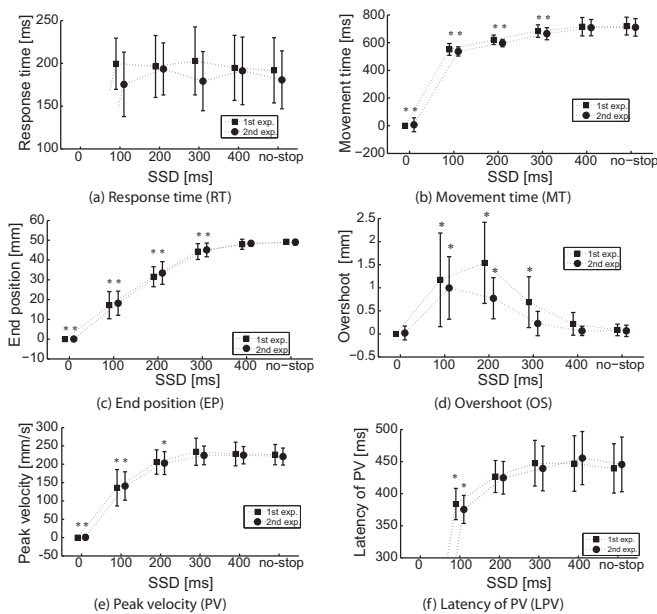 Response time [ms]
250
200
150
100
1st exp.
2nd exp.
0 100 200 300 400 no-stop
SSD [ms]
(a) Response time (RT)
Movement time [ms]
800
600
400
200
0
−200
* * * * * * * *
1st exp.
2nd exp.
0 100 200 300 400 no-stop
SSD [ms]
(b) Movement time (MT)
End position [mm]
60
50
40
30
20
10
0
−10
* * * * * * * *
1st exp.
2nd exp.
0 100 200 300 400 no-stop
SSD [ms]
(c) End position (EP)
Overshoot [mm]
2.5
2
1.5
1
0.5
0
−0.5
* * * * *
1st exp.
2nd exp.
0 100 200 300 400 no-stop
SSD [ms]
(d) Overshoot (OS)
Peak velocity [mm/s]
400
350
300
250
200
150
100
50
0
−50
* * * * *
1st exp.
2nd exp.
0 100 200 300 400 no-stop
SSD [ms]
(e) Peak velocity (PV)
Latency of PV [ms]
450
400
350
300
* *
1st exp.
2nd exp.
0 100 200 300 400 no-stop
SSD [ms]
(f) Latency of PV (LPV)